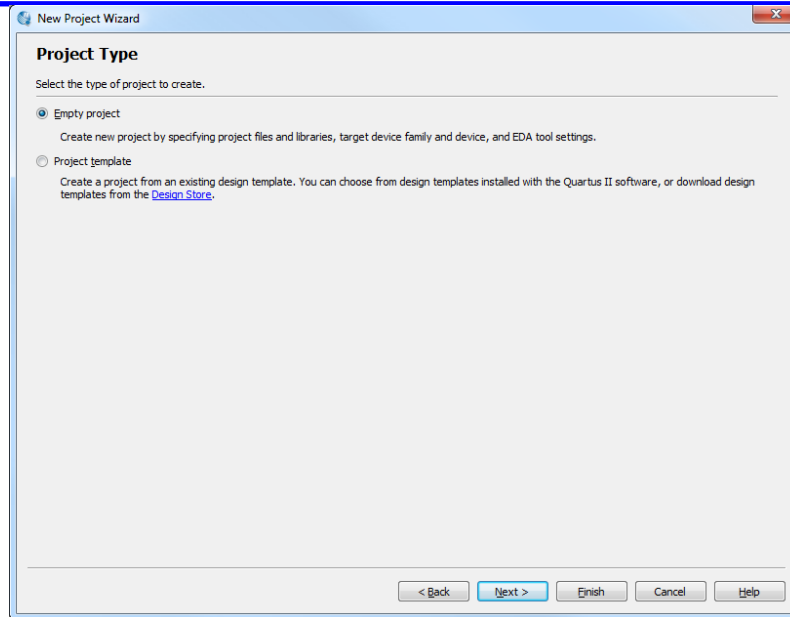 New Project Wizard
X
Project Type
Select the type of project to create.
Empty project
Create new project by specifying project files and libraries, target device family and device, and EDA tool settings.
Project template
Create a project from an existing design template. You can choose from design templates installed with the Quartus II software, or download design
templates from the Design Store.
< Back Next > Finish Cancel Help